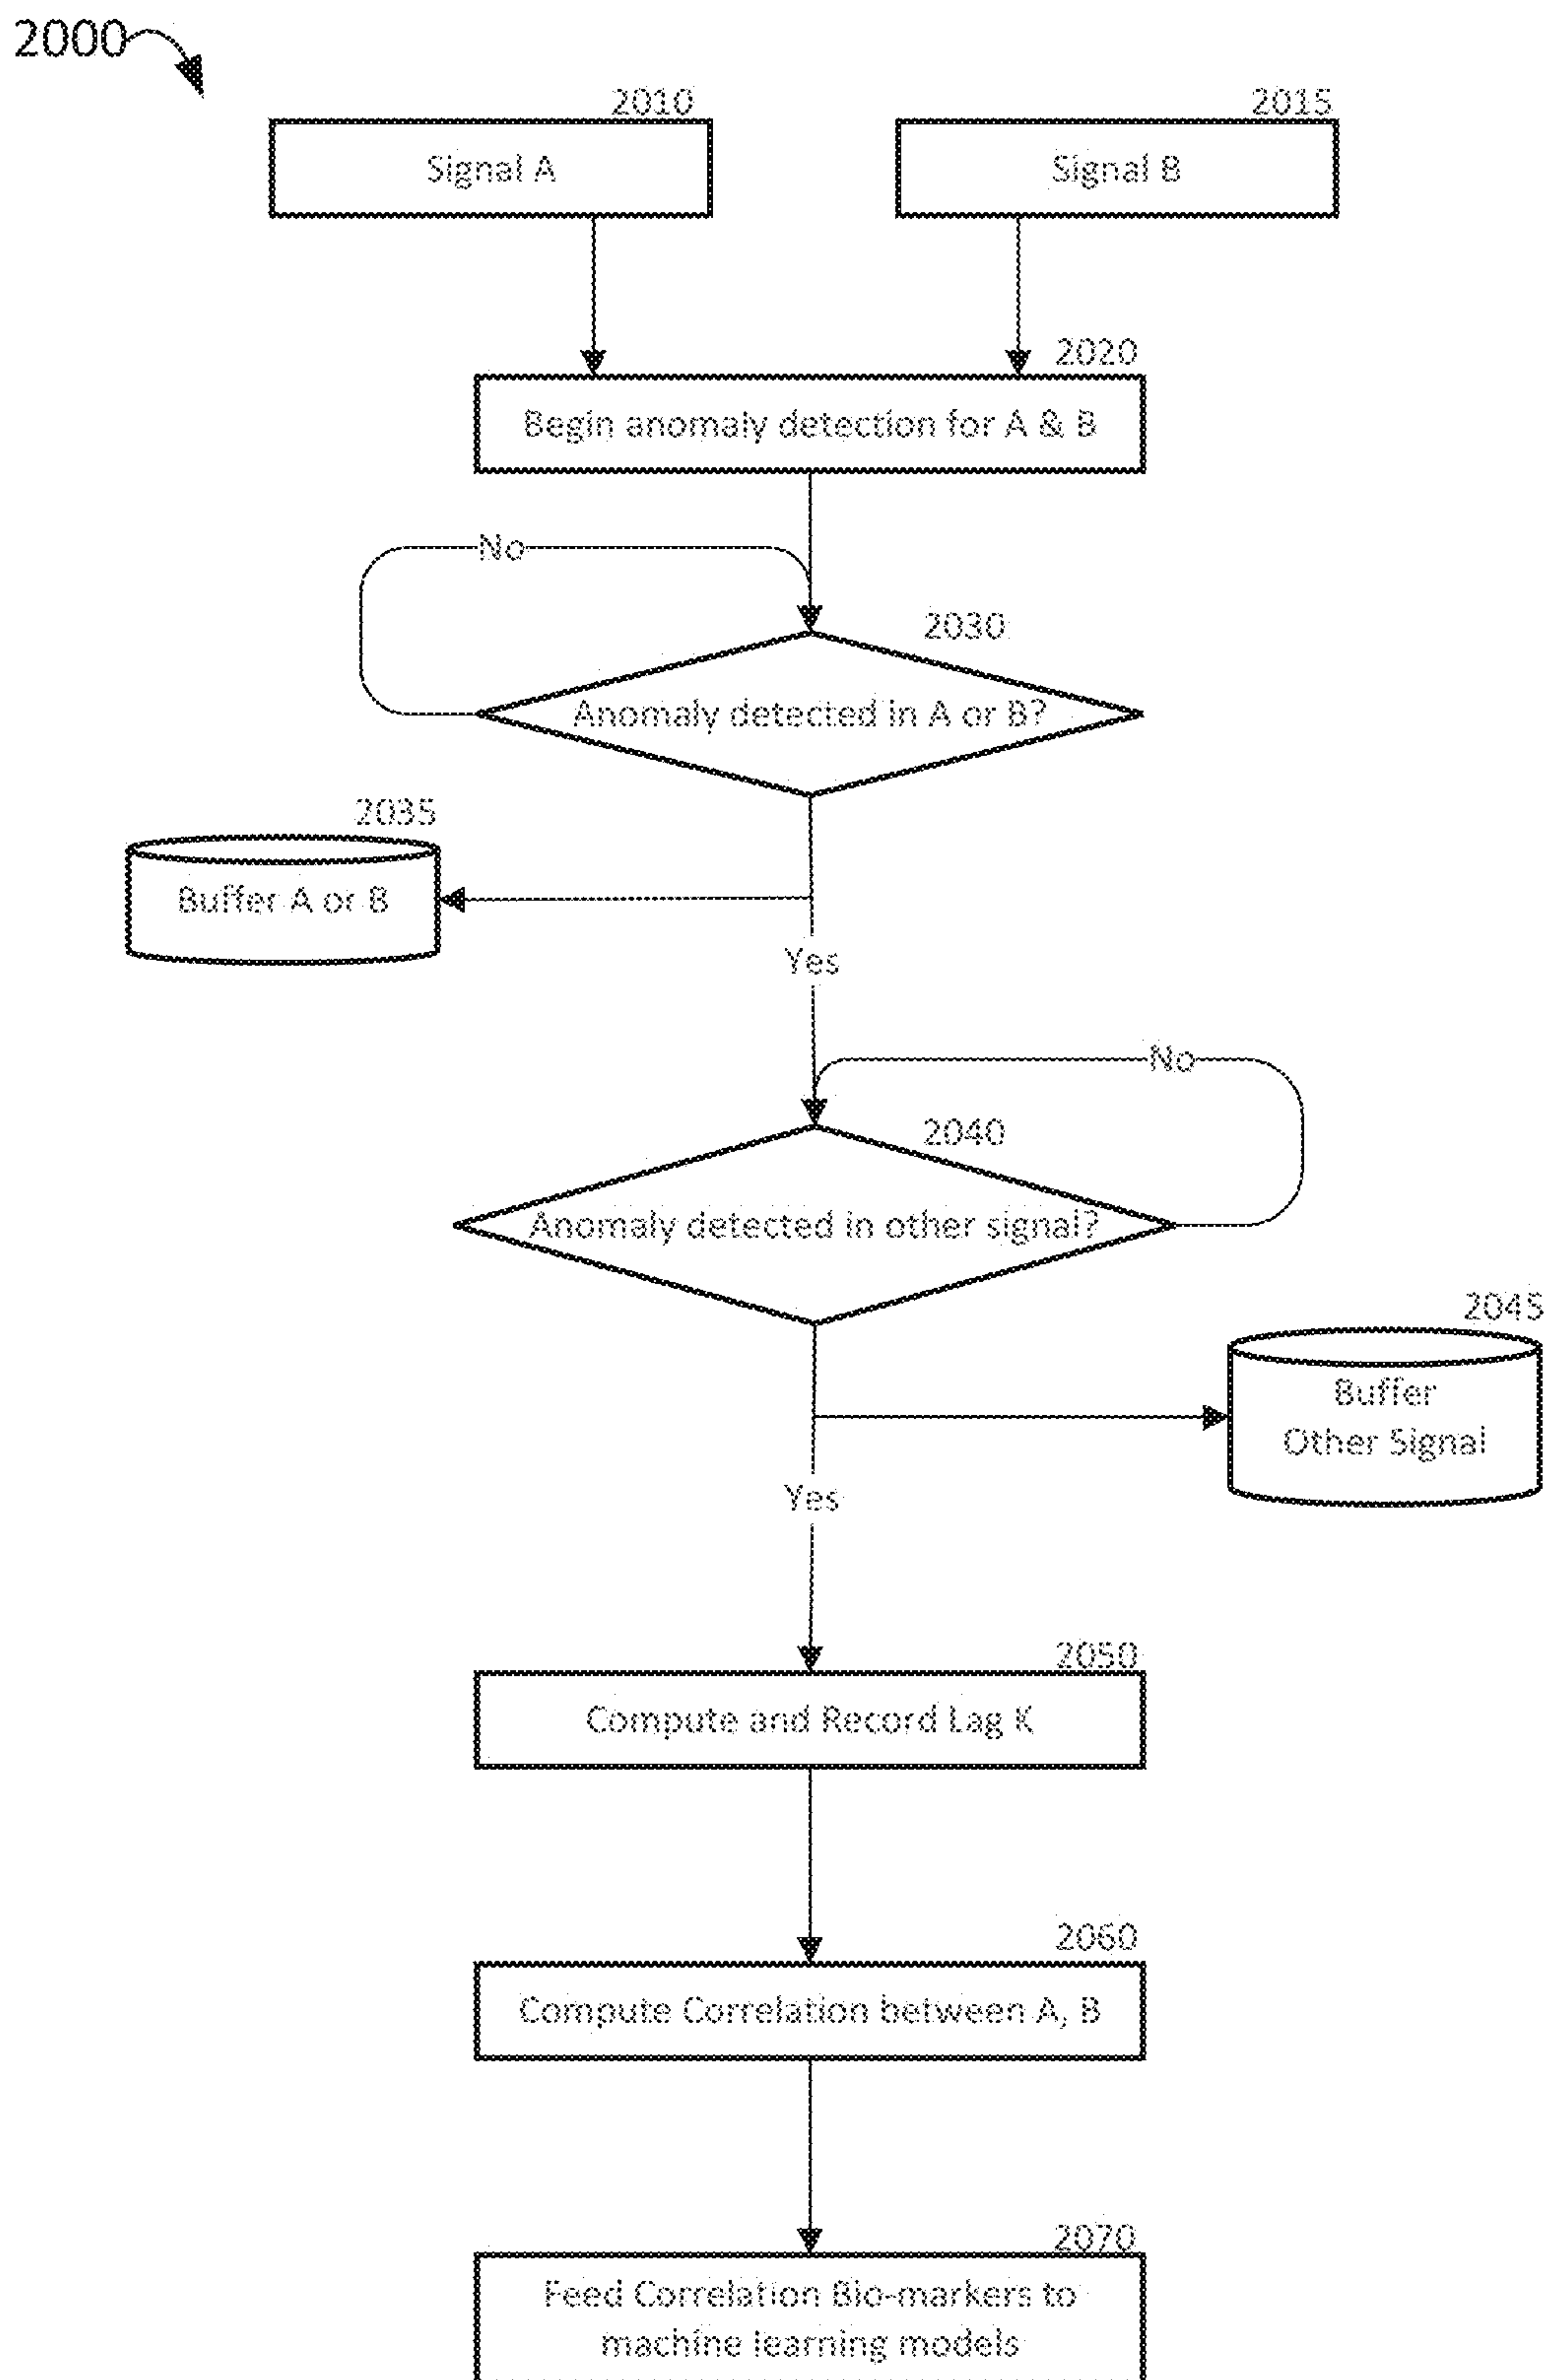 2000
2010
Signal A
2015
Signal B
2020
Begin anomaly detection for A & B
No
2030
Anomaly detected in A or B?
2035
Buffer A or B
Yes
No
2040
Anomaly detected in other signal?
2045
Buffer
Other Signal
Yes
2050
Compute and Record Lag K
2060
Compute Correlation between A, B
2070
Feed Correlation Bio-markers to
machine learning models